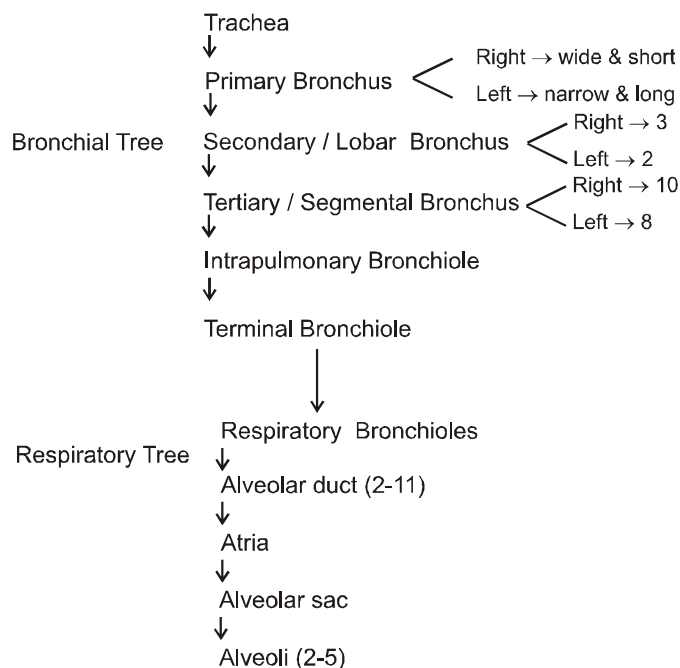 Trachea
Right → wide & short
Primary Bronchus
Left → narrow & long
Right → 3
Bronchial Tree
Secondary / Lobar Bronchus
Left → 2
Right → 10
Tertiary / Segmental Bronchus
Left → 8
Intrapulmonary Bronchiole
Terminal Bronchiole
Respiratory Bronchioles
Respiratory Tree
Alveolar duct (2-11)
Atria
Alveolar sac
Alveoli (2-5)